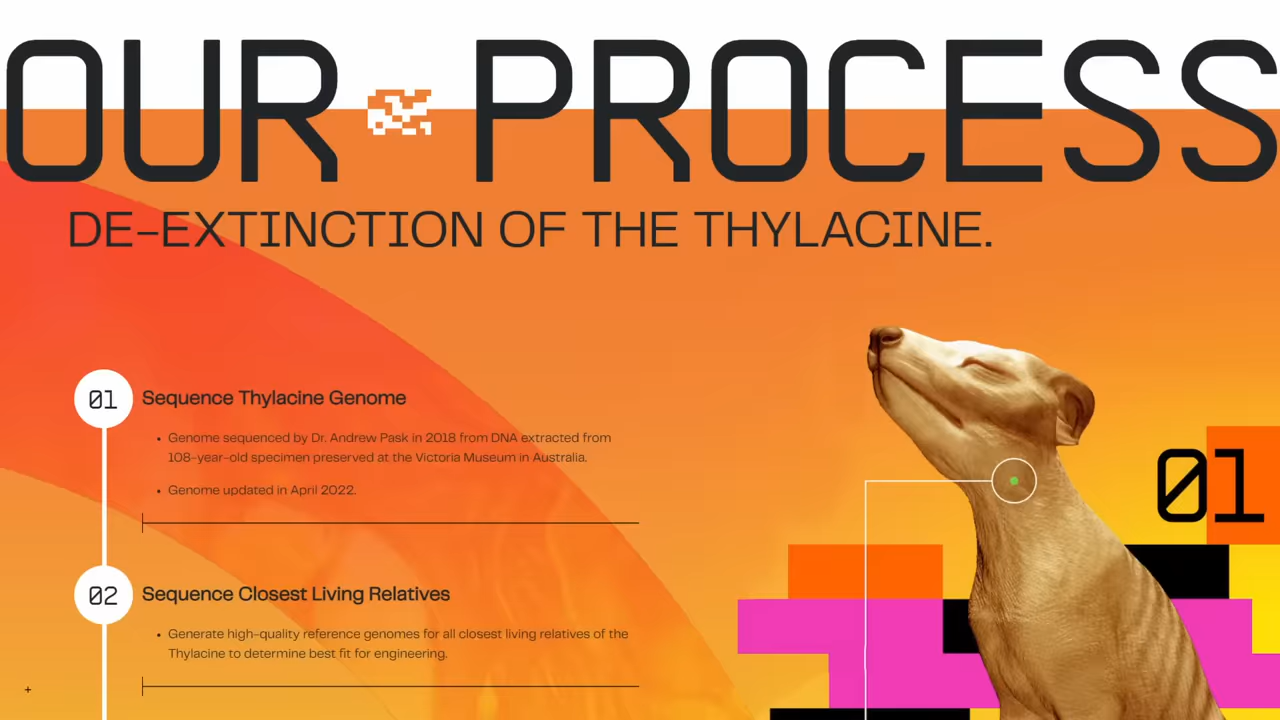 OUR PROCESS
DE–EXTINCTION OF THE THYLACINE.
01 Sequence Thylacine Genome
• Genome sequenced by Dr. Andrew Pask in 2018 from DNA extracted from
108-year-old specimen preserved at the Victoria Museum in Australia.
• Genome updated in April 2022.
01
02 Sequence Closest Living Relatives
• Generate high-quality reference genomes for all closest living relatives of the
Thylacine to determine best fit for engineering.